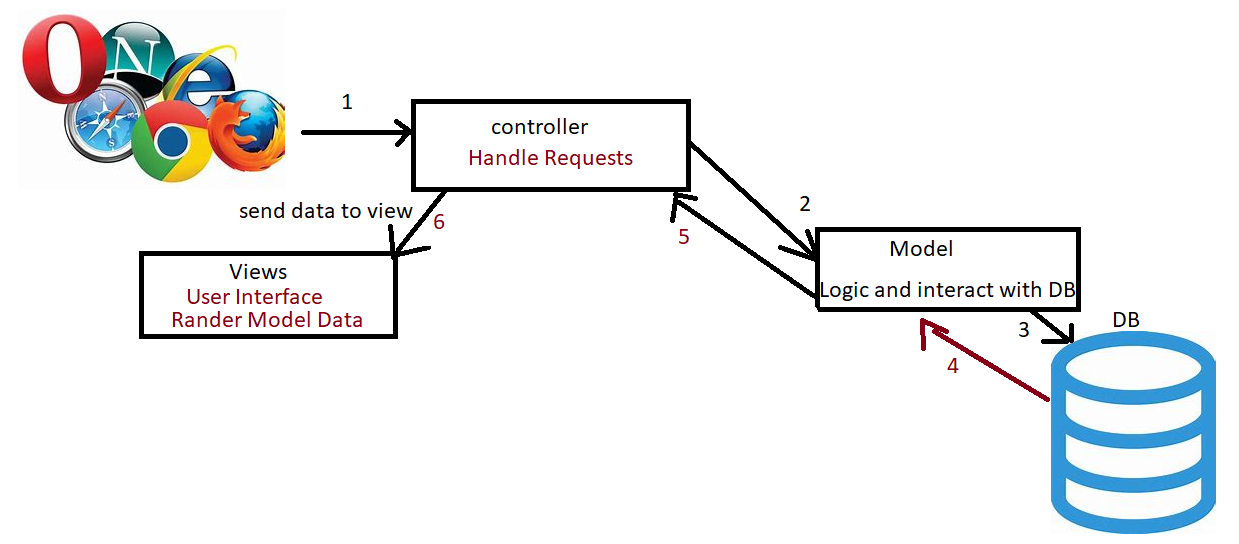 O
N
e
1
controller
Handle Requests
2
send data to view
6
5
Model
Logic and interact with DB
Views
User Interface
Rander Model Data
3
DB
4